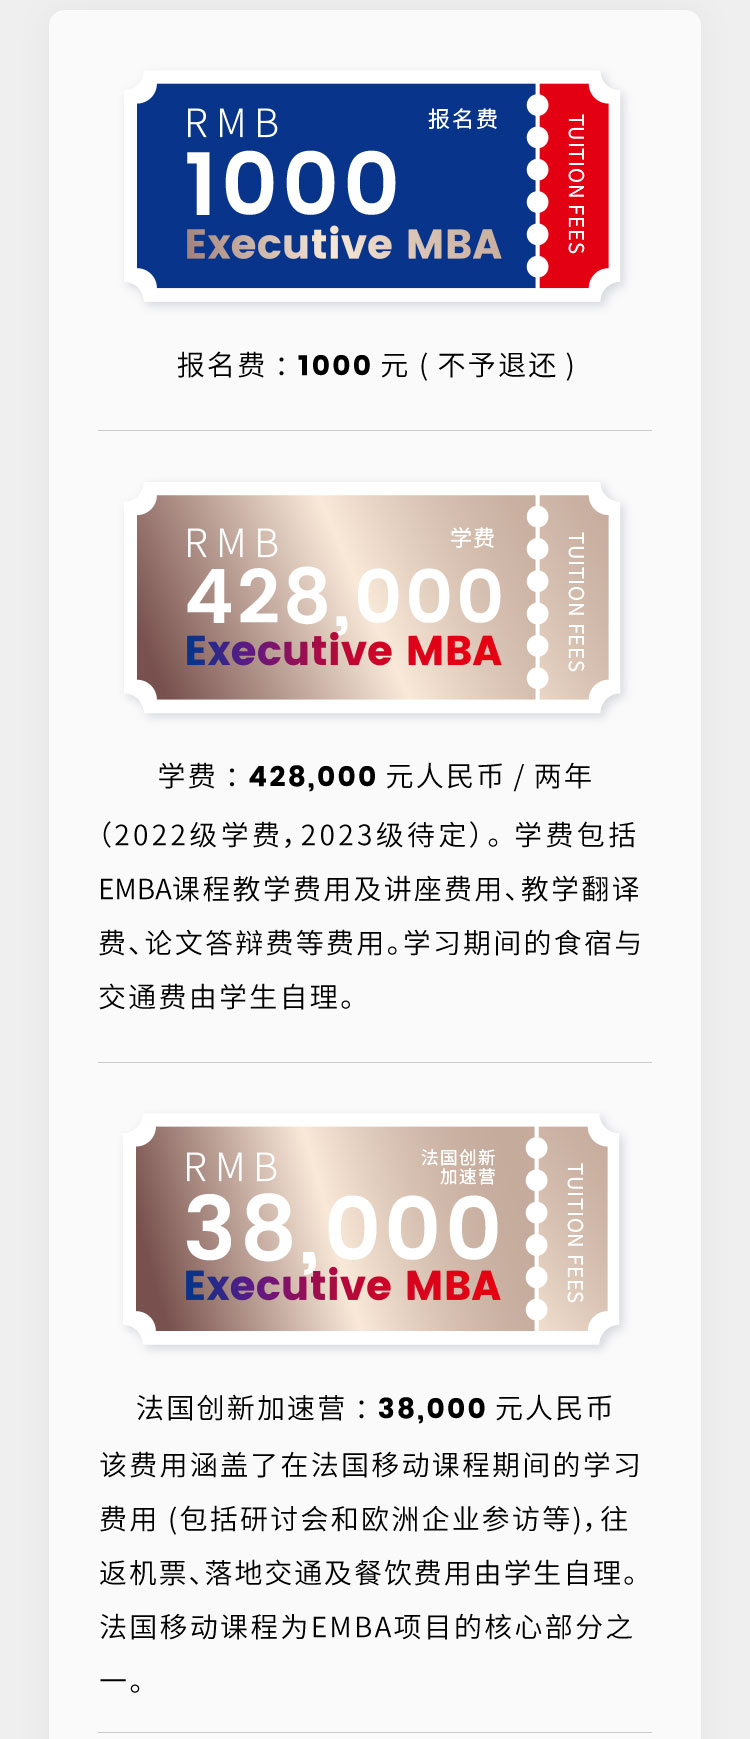 RMB
报名费
1000
Executive MBA
TUITION FEES
报名费：1000 元 ( 不予退还 )
RMB
学费
428,000
Executive MBA
TUITION FEES
学费：428,000 元人民币 / 两年
（2022级学费，2023级待定）。学费包括
EMBA课程教学费用及讲座费用、教学翻译
费、论文答辩费等费用。学习期间的食宿与
交通费由学生自理。
RMB
法国创新
加速营
38,000
Executive MBA
TUITION FEES
法国创新加速营：38,000 元人民币
该费用涵盖了在法国移动课程期间的学习
费用 (包括研讨会和欧洲企业参访等)，往
返机票、落地交通及餐饮费用由学生自理。
法国移动课程为EMBA项目的核心部分之
一。